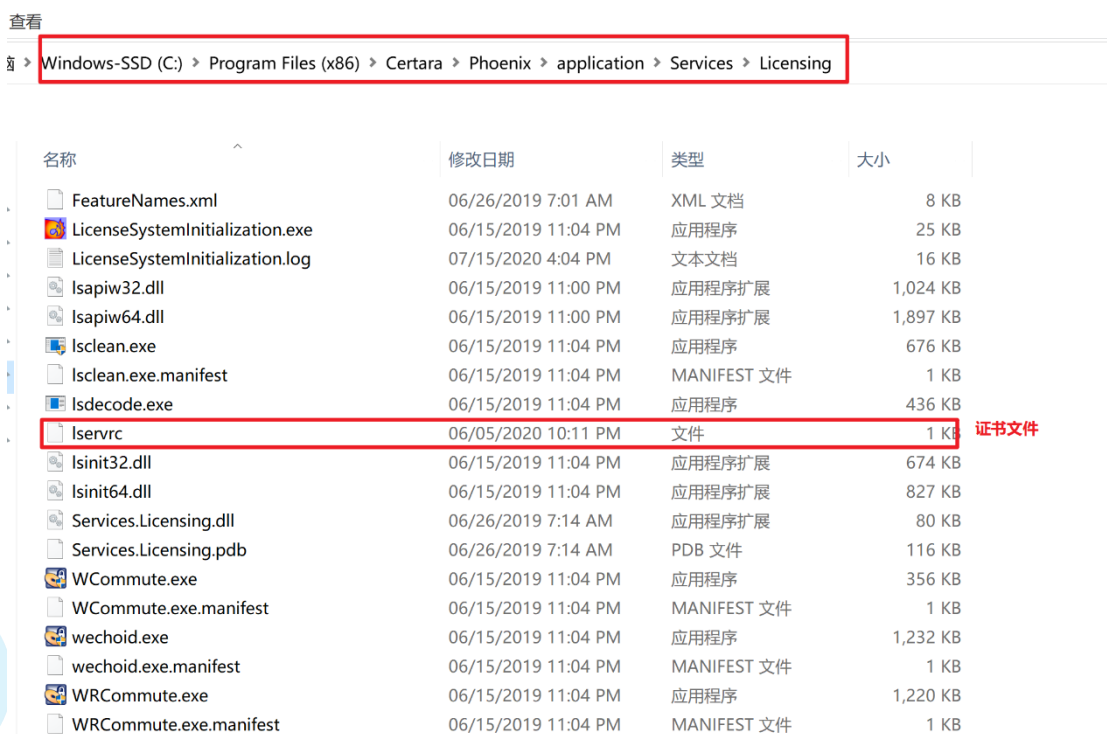 查看
Windows-SSD (C:) > Program Files (x86) > Certara > Phoenix > application > Services > Licensing
名称 修改日期 类型 大小
FeatureNames.xml 06/26/2019 7:01 AM XML 文档 8 KB
LicenseSystemInitialization.exe 06/15/2019 11:04 PM 应用程序 25 KB
LicenseSystemInitialization.log 07/15/2020 4:04 PM 文本文档 16 KB
lsapiw32.dll 06/15/2019 11:00 PM 应用程序扩展 1,024 KB
lsapiw64.dll 06/15/2019 11:00 PM 应用程序扩展 1,897 KB
lsclean.exe 06/15/2019 11:04 PM 应用程序 676 KB
lsclean.exe.manifest 06/15/2019 11:04 PM MANIFEST 文件 1 KB
lsdecode.exe 06/15/2019 11:04 PM 应用程序 436 KB
lservrc 06/05/2020 10:11 PM 文件 1 KB 证书文件
lsinit32.dll 06/15/2019 11:04 PM 应用程序扩展 674 KB
lsinit64.dll 06/15/2019 11:04 PM 应用程序扩展 827 KB
Services.Licensing.dll 06/26/2019 7:14 AM 应用程序扩展 80 KB
Services.Licensing.pdb 06/26/2019 7:14 AM PDB 文件 116 KB
WCommute.exe 06/15/2019 11:04 PM 应用程序 356 KB
WCommute.exe.manifest 06/15/2019 11:04 PM MANIFEST 文件 1 KB
wechoid.exe 06/15/2019 11:04 PM 应用程序 1,232 KB
wechoid.exe.manifest 06/15/2019 11:04 PM MANIFEST 文件 1 KB
WRCommute.exe 06/15/2019 11:04 PM 应用程序 1,220 KB
WRCommute.exe.manifest 06/15/2019 11:04 PM MANIFEST 文件 1 KB